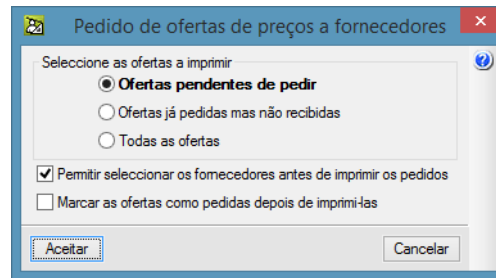 Pedido de ofertas de preços a fornecedores
Seleccione as ofertas a imprimir
Ofertas pendentes de pedir
Ofertas já pedidas mas não recibidas
Todas as ofertas
Permitir seleccionar os fornecedores antes de imprimir os pedidos
Marcar as ofertas como pedidas depois de imprimi-las
Aceitar
Cancelar